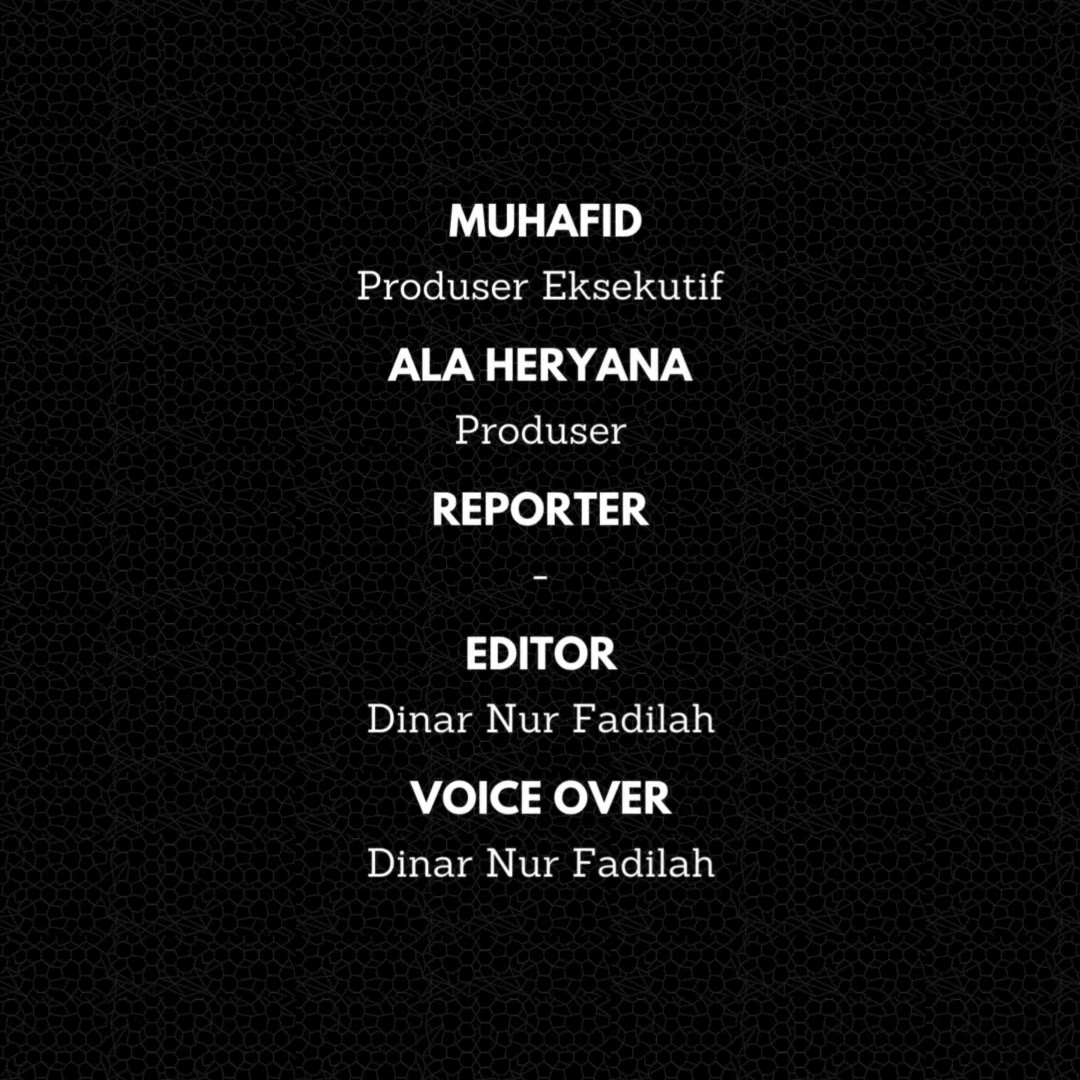 MUHAFID
Produser Eksekutif
ALA HERYANA
Produser
REPORTER
-
EDITOR
Dinar Nur Fadilah
VOICE OVER
Dinar Nur Fadilah